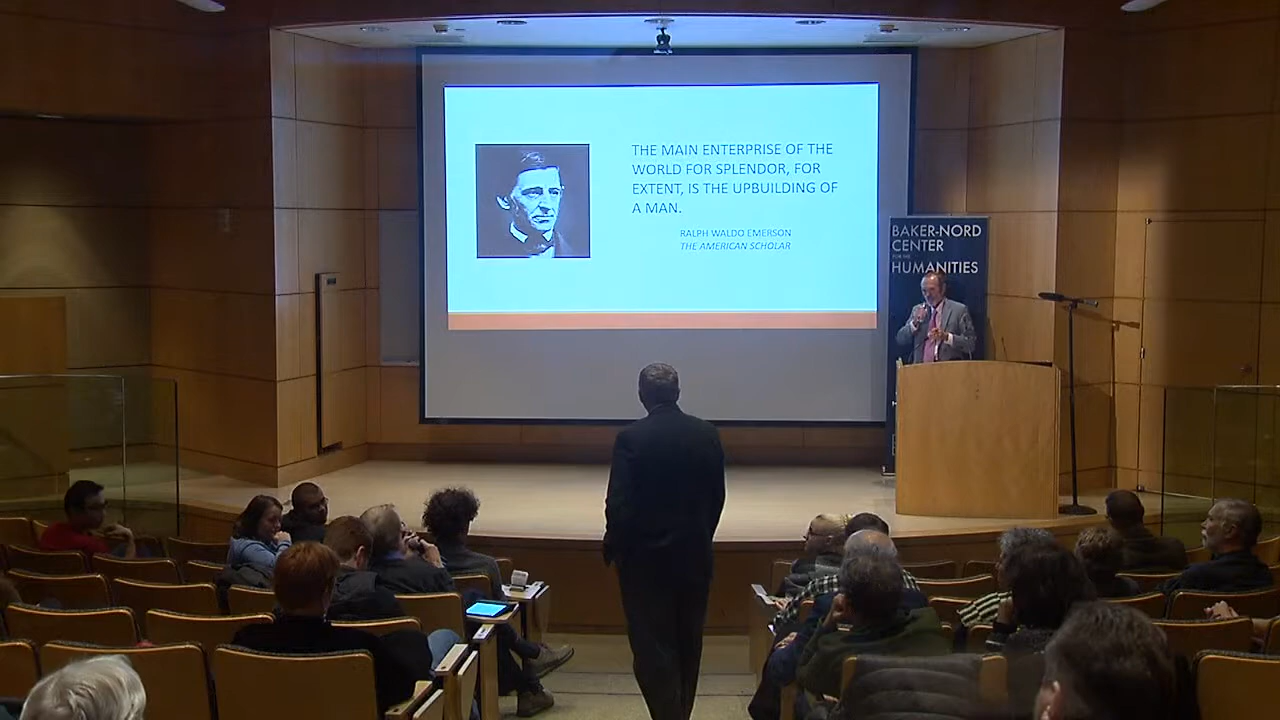 THE MAIN ENTERPRISE OF THE
WORLD FOR SPLENDOR, FOR
EXTENT, IS THE UPBUILDING OF
A MAN.
RALPH WALDO EMERSON
THE AMERICAN SCHOLAR
BAKER-NORD
CENTER
FOR THE
HUMANITIES